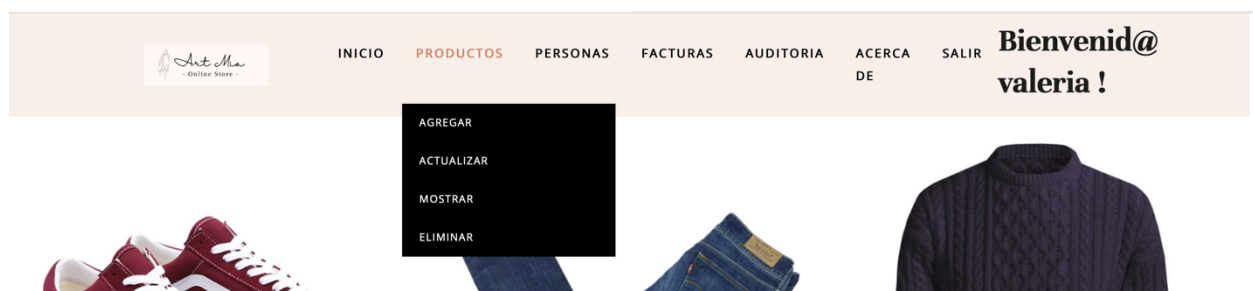 Art Mia
- Online Store -
INICIO
PRODUCTOS
PERSONAS
FACTURAS
AUDITORIA
ACERCA
DE
SALIR
Bienvenid@
valeria !
AGREGAR
ACTUALIZAR
MOSTRAR
ELIMINAR